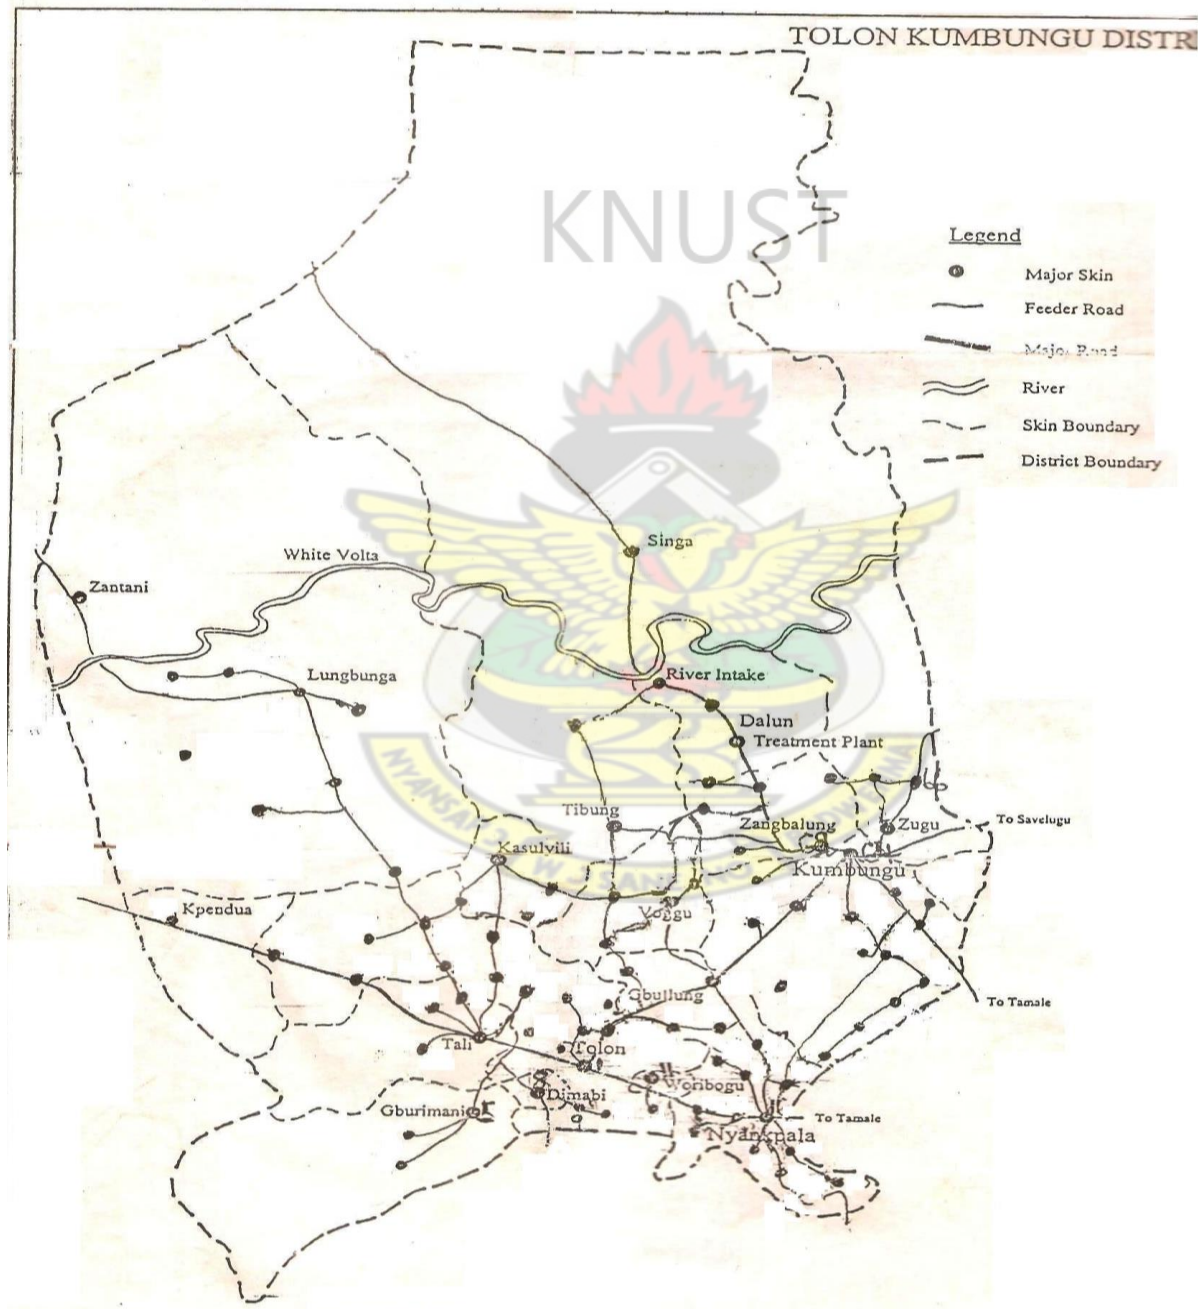 TOLON KUMBUNGU DISTR
KNUST
Legend
Major Skin
Feeder Road
Major Road
River
Skin Boundary
District Boundary
Singa
White Volta
Zantani
Lungbunga
River Intake
Dalun
Treatment Plant
Tibung
Zangbalung
Zugu
To Savelugu
Kasulvili
Kumbungu
Kpendua
Voggu
Gbullung
To Tamale
Tali
Tolon
Woribogu
Dimabi
Gburimani
To Tamale
Nyankpala